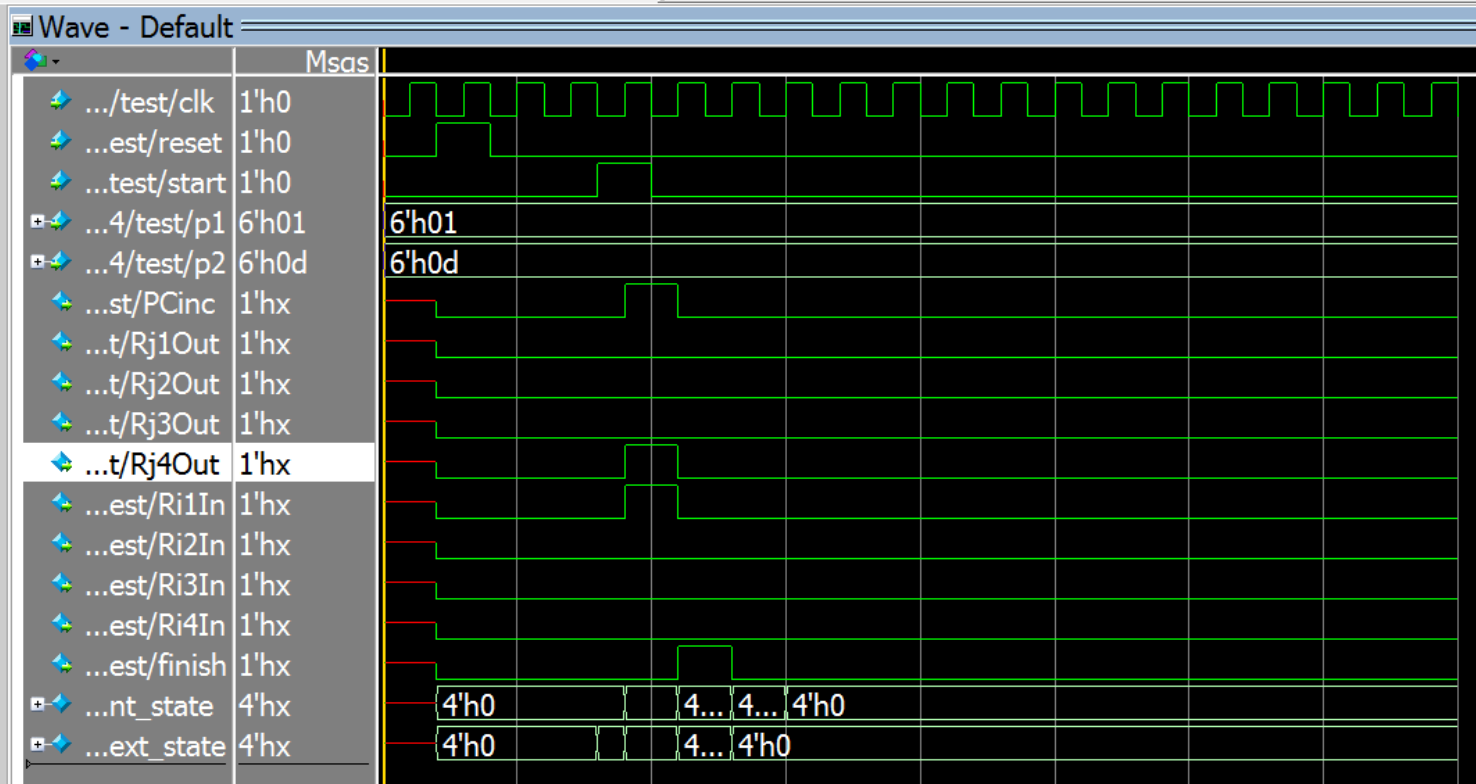 Wave - Default
Msgs
.../test/clk 1'h0
...est/reset 1'h0
...test/start 1'h0
...4/test/p1 6'h01 6'h01
...4/test/p2 6'h0d 6'h0d
...st/PCinc 1'hx
...t/Rj1Out 1'hx
...t/Rj2Out 1'hx
...t/Rj3Out 1'hx
...t/Rj4Out 1'hx
...est/Ri1In 1'hx
...est/Ri2In 1'hx
...est/Ri3In 1'hx
...est/Ri4In 1'hx
...est/finish 1'hx
...nt_state 4'hx 4'h0 4... 4... 4'h0
...ext_state 4'hx 4'h0 4... 4'h0